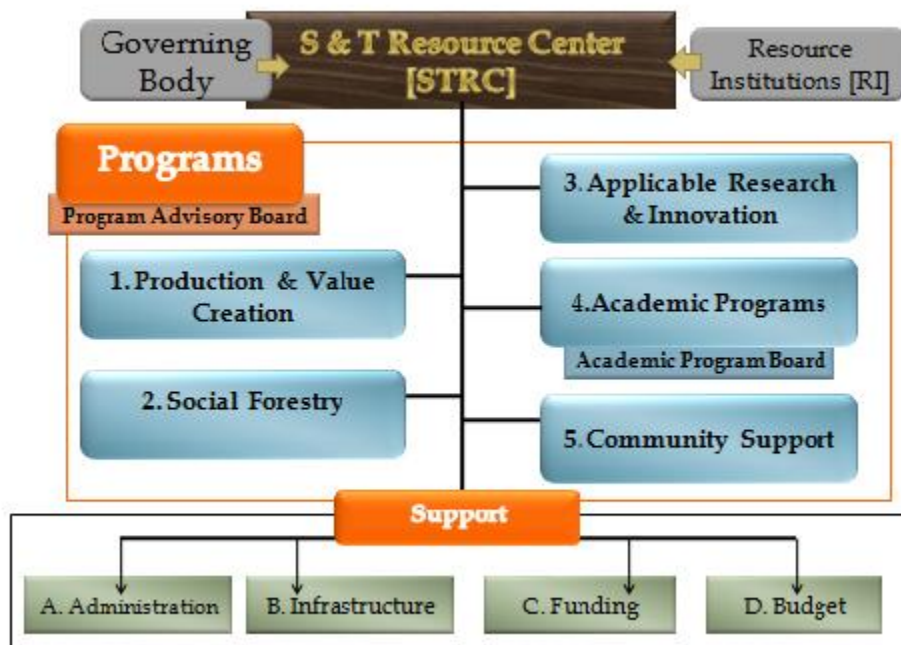 Governing
Body
S & T Resource Center
[STRC]
Resource
Institutions [RI]
Programs
Program Advisory Board
1. Production & Value
Creation
2. Social Forestry
3. Applicable Research
& Innovation
4. Academic Programs
Academic Program Board
5. Community Support
Support
A. Administration
B. Infrastructure
C. Funding
D. Budget